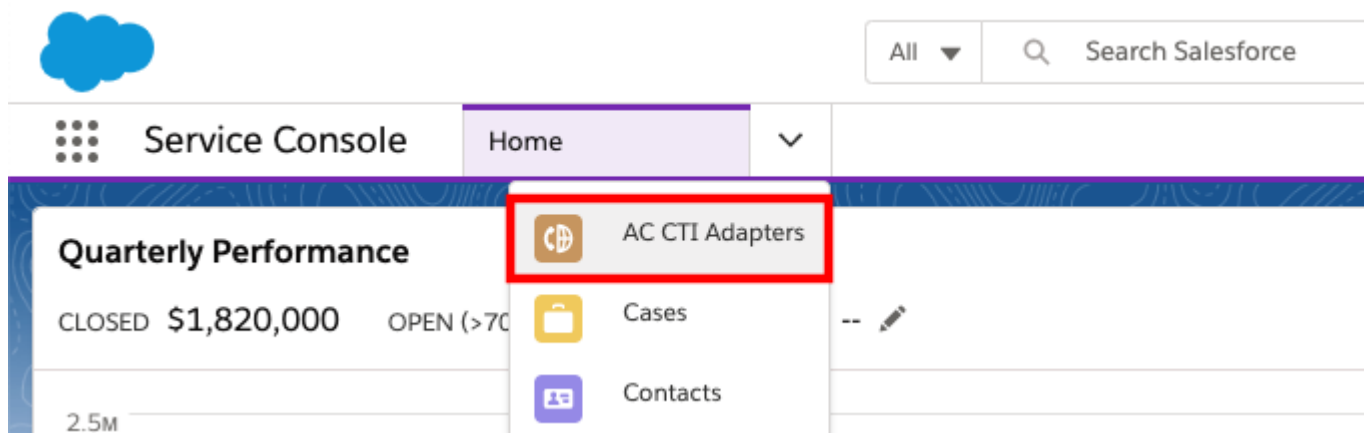 All
Search Salesforce
Service Console
Home
AC CTI Adapters
Quarterly Performance
CLOSED $1,820,000 OPEN (>70
Cases
--
Contacts
2.5M